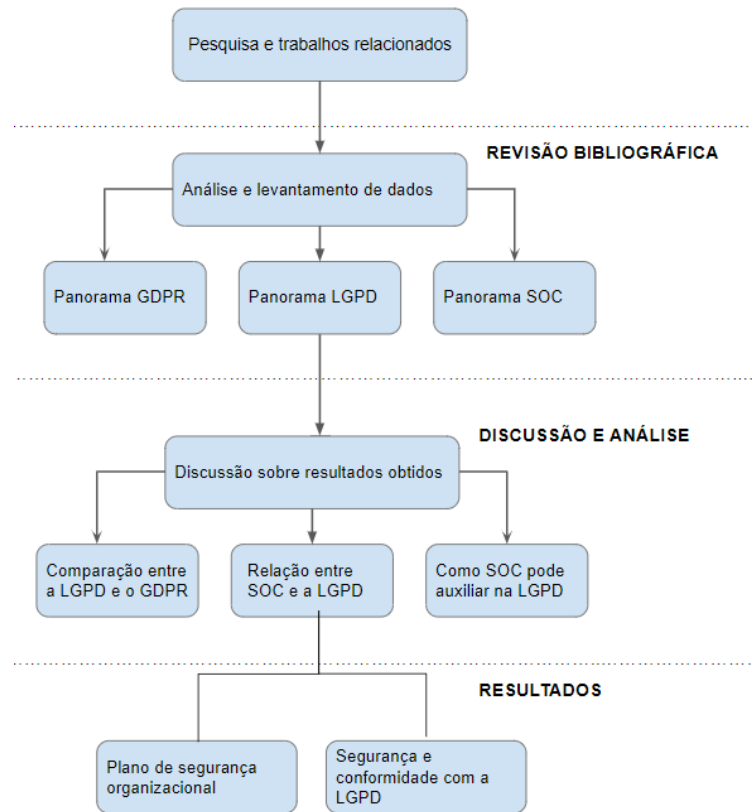 Pesquisa e trabalhos relacionados
REVISÃO BIBLIOGRÁFICA
Análise e levantamento de dados
Panorama GDPR
Panorama LGPD
Panorama SOC
DISCUSSÃO E ANÁLISE
Discussão sobre resultados obtidos
Comparação entre
a LGPD e o GDPR
Relação entre
SOC e a LGPD
Como SOC pode
auxiliar na LGPD
RESULTADOS
Plano de segurança
organizacional
Segurança e
conformidade com a
LGPD